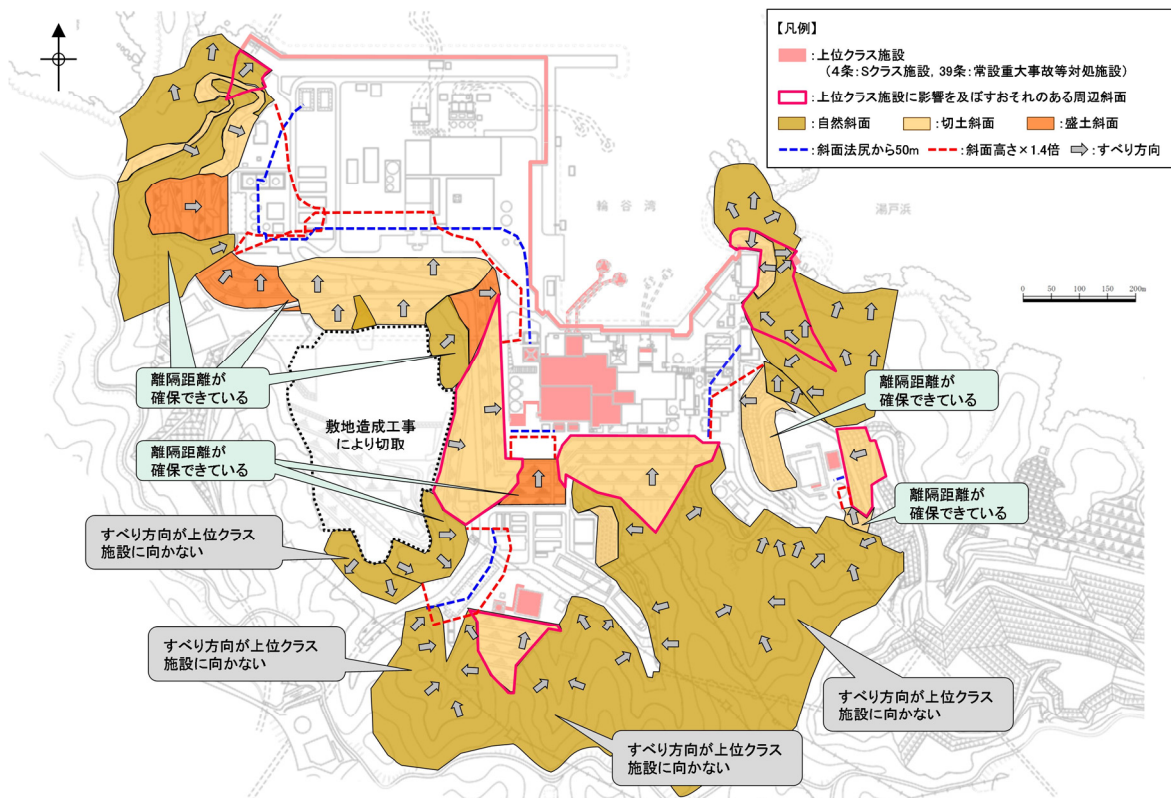 【凡例】
:上位クラス施設
(4条:Sクラス施設, 39条:常設重大事故等対処施設)
:上位クラス施設に影響を及ぼすおそれのある周辺斜面
:自然斜面
:切土斜面
:盛土斜面
:斜面法尻から50m
:斜面高さ×1.4倍
:すべり方向
輪谷湾
湯戸浜
0 50 100 150 200m
離隔距離が
確保できている
敷地造成工事
により切取
離隔距離が
確保できている
離隔距離が
確保できている
離隔距離が
確保できている
すべり方向が上位クラス
施設に向かない
すべり方向が上位クラス
施設に向かない
すべり方向が上位クラス
施設に向かない
すべり方向が上位クラス
施設に向かない